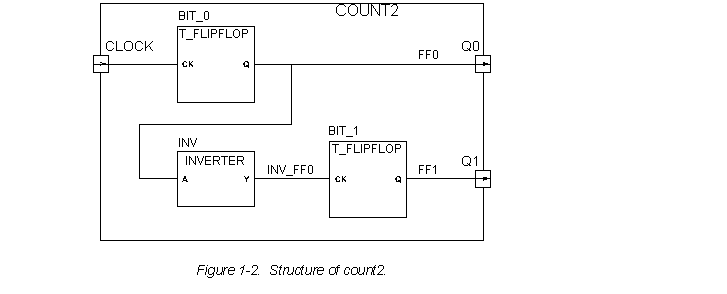 COUNT2
BIT_0
T_FLIPFLOP
CLOCK
CK
Q
FF0
Q0
BIT_1
INV
T_FLIPFLOP
INVERTER
A
Y
INV_FF0
CK
Q
FF1
Q1
Figure 1-2. Structure of count2.